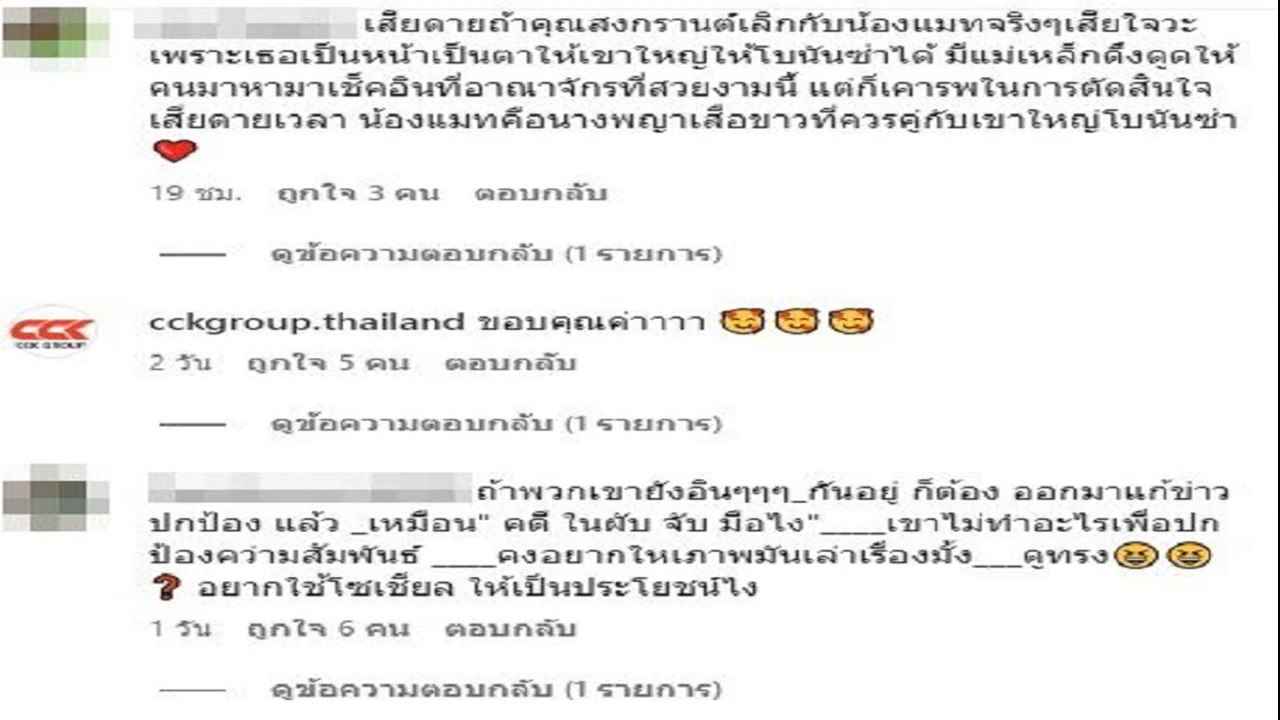 เสียดายถ้าคุณสงกรานต์เลิกกับน้องแมทจริงๆเสียใจวะ
เพราะเธอเป็นหน้าเป็นตาให้เขาใหญ่ให้โบนันซ่าได้ มีแม่เหล็กดึงดูดให้
คนมาหามาเช็คอินที่อาณาจักรที่สวยงามนี้ แต่ก็เคารพในการตัดสินใจ
เสียดายเวลา น้องแมทคือนางพญาเสือขาวที่ควรคู่กับเขาใหญ่โบนันซ่า
❤️
19 ชม. ถูกใจ 3 คน ตอบกลับ
ดูข้อความตอบกลับ (1 รายการ)
CCK
CCK GROUP
cckgroup.thailand ขอบคุณค่าาาา 🥰🥰🥰
2 วัน ถูกใจ 5 คน ตอบกลับ
ดูข้อความตอบกลับ (1 รายการ)
ถ้าพวกเขายังอินๆๆๆ_กันอยู่ ก็ต้อง ออกมาแก้ข่าว
ปกป้อง แล้ว _เหมือน" คดี ในผับ จับ มือไง"____เขาไม่ทำอะไรเพื่อปก
ป้องความสัมพันธ์ ____คงอยากให้ภาพมันเล่าเรื่องมั้ง___ดูทรง😆😆
❓ อยากใช้โซเชียล ให้เป็นประโยชน์ไง
1 วัน ถูกใจ 6 คน ตอบกลับ
ดูข้อความตอบกลับ (1 รายการ)